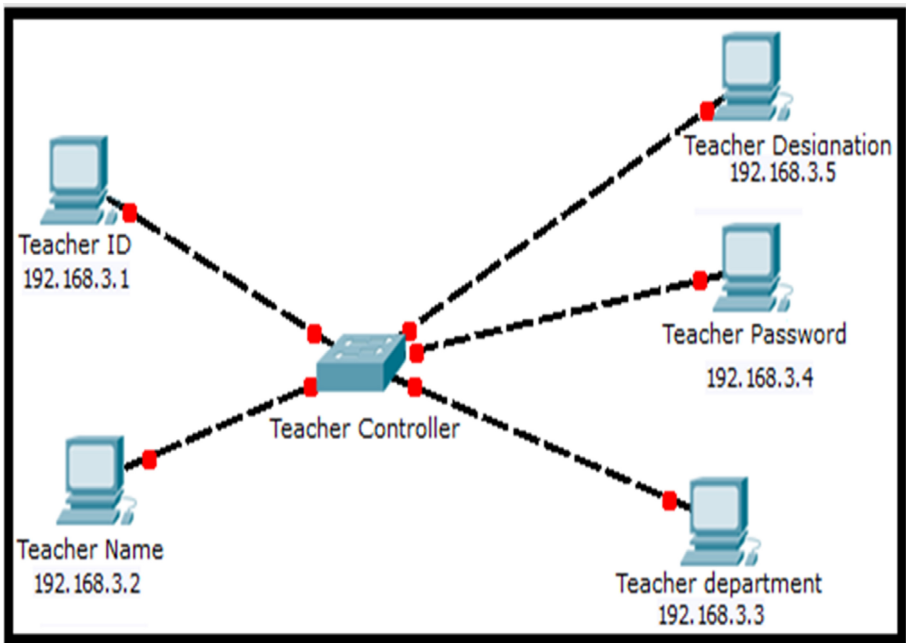 Teacher Designation
192.168.3.5
Teacher ID
192.168.3.1
Teacher Password
192.168.3.4
Teacher Controller
Teacher Name
192.168.3.2
Teacher department
192.168.3.3